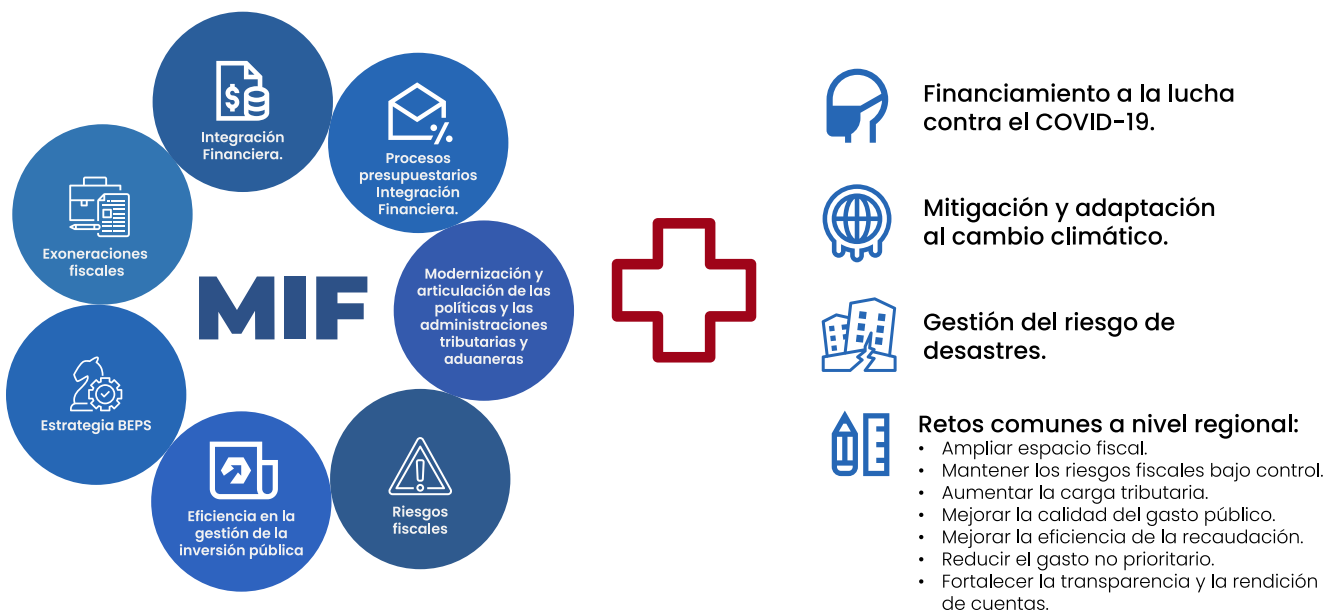 Integración
Financiera.
Procesos
presupuestarios
Integración
Financiera.
Exoneraciones
fiscales
MIF
Modernización y
articulación de las
políticas y las
administraciones
tributarias y
aduaneras
Estrategia BEPS
Eficiencia en la
gestión de la
inversión pública
Riesgos
fiscales
Financiamiento a la lucha
contra el COVID-19.
Mitigación y adaptación
al cambio climático.
Gestión del riesgo de
desastres.
Retos comunes a nivel regional:
• Ampliar espacio fiscal.
• Mantener los riesgos fiscales bajo control.
• Aumentar la carga tributaria.
• Mejorar la calidad del gasto público.
• Mejorar la eficiencia de la recaudación.
• Reducir el gasto no prioritario.
• Fortalecer la transparencia y la rendición
de cuentas.